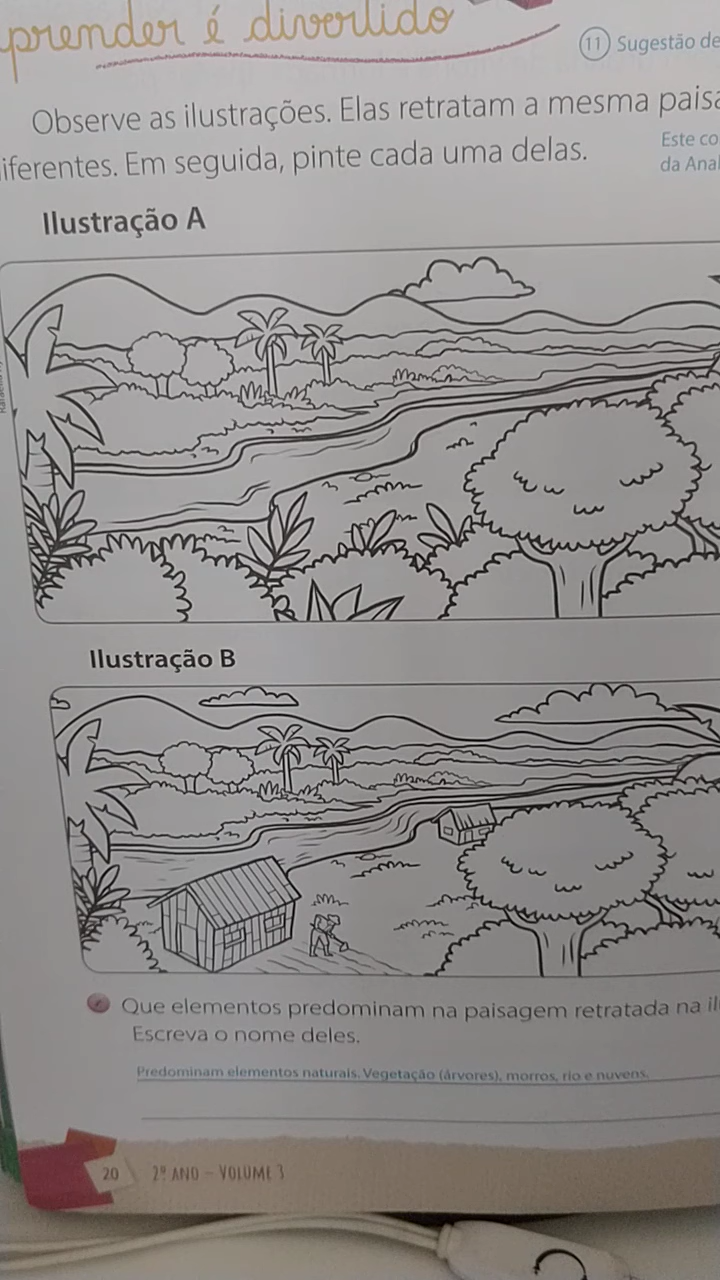 prender é divertido
11 Sugestão de
Observe as ilustrações. Elas retratam a mesma paisa
iferentes. Em seguida, pinte cada uma delas.
Este co
da Anal
Ilustração A
Ilustração B
Que elementos predominam na paisagem retratada na il
Escreva o nome deles.
Predominam elementos naturais. Vegetação (árvores), morros, rio e nuvens.
20 2º ANO – VOLUME 3